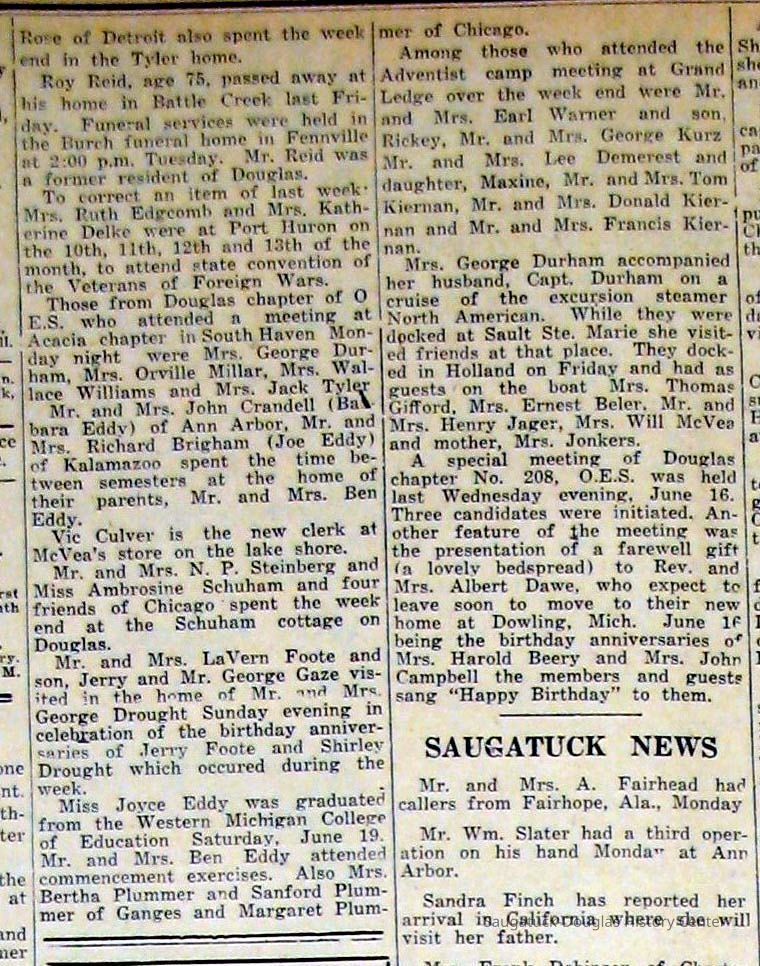 Rose of Detroit also spent the week
end in the Tyler home.
Roy Reid, age 75, passed away at
his home in Battle Creek last Fri-
day. Funeral services were held in
the Burch funeral home in Fennville
at 2:00 p.m. Tuesday. Mr. Reid was
a former resident of Douglas.
To correct an item of last week:
Mrs. Ruth Edgcomb and Mrs. Kath-
erine Delke were at Port Huron on
the 10th, 11th, 12th and 13th of the
month, to attend state convention of
the Veterans of Foreign Wars.
Those from Douglas chapter of O
E.S. who attended a meeting at
Acacia chapter in South Haven Mon-
day night were Mrs. George Dur-
ham, Mrs. Orville Millar, Mrs. Wal-
lace Williams and Mrs. Jack Tyler
Mr. and Mrs. John Crandell (Bar
bara Eddy) of Ann Arbor, Mr. and
Mrs. Richard Brigham (Joe Eddy)
of Kalamazoo spent the time be-
tween semesters at the home of
their parents, Mr. and Mrs. Ben
Eddy.
Vic Culver is the new clerk at
McVea's store on the lake shore.
Mr. and Mrs. N. P. Steinberg and
Miss Ambrosine Schuham and four
friends of Chicago spent the week
end at the Schuham cottage on
Douglas.
Mr. and Mrs. LaVern Foote and
son, Jerry and Mr. George Gaze vis-
ited in the home of Mr. and Mrs.
George Drought Sunday evening in
celebration of the birthday anniver-
saries of Jerry Foote and Shirley
Drought which occured during the
week.
Miss Joyce Eddy was graduated
from the Western Michigan College
of Education Saturday, June 19.
Mr. and Mrs. Ben Eddy attended
commencement exercises. Also Mrs.
Bertha Plummer and Sanford Plum-
mer of Ganges and Margaret Plum-
mer of Chicago.
Among those who attended the
Adventist camp meeting at Grand
Ledge over the week end were Mr.
and Mrs. Earl Warner and son,
Rickey, Mr. and Mrs. George Kurz
Mr. and Mrs. Lee Demerest and
daughter, Maxine, Mr. and Mrs. Tom
Kiernan, Mr. and Mrs. Donald Kier-
nan and Mr. and Mrs. Francis Kier-
nan.
Mrs. George Durham accompanied
her husband, Capt. Durham on a
cruise of the excursion steamer
North American. While they were
docked at Sault Ste. Marie she visit-
ed friends at that place. They dock-
ed in Holland on Friday and had as
guests on the boat Mrs. Thomas
Gifford, Mrs. Ernest Beler, Mr. and
Mrs. Henry Jager, Mrs. Will McVea
and mother, Mrs. Jonkers.
A special meeting of Douglas
chapter No. 208, O.E.S. was held
last Wednesday evening, June 16.
Three candidates were initiated. An-
other feature of the meeting was
the presentation of a farewell gift
(a lovely bedspread) to Rev. and
Mrs. Albert Dawe, who expect to
leave soon to move to their new
home at Dowling, Mich. June 16
being the birthday anniversaries of
Mrs. Harold Beery and Mrs. John
Campbell the members and guests
sang "Happy Birthday" to them.
SAUGATUCK NEWS
Mr. and Mrs. A. Fairhead had
callers from Fairhope, Ala., Monday
Mr. Wm. Slater had a third oper-
ation on his hand Monday at Ann
Arbor.
Sandra Finch has reported her
arrival in California where she will
visit her father.
Saugatuck-Douglas History Center